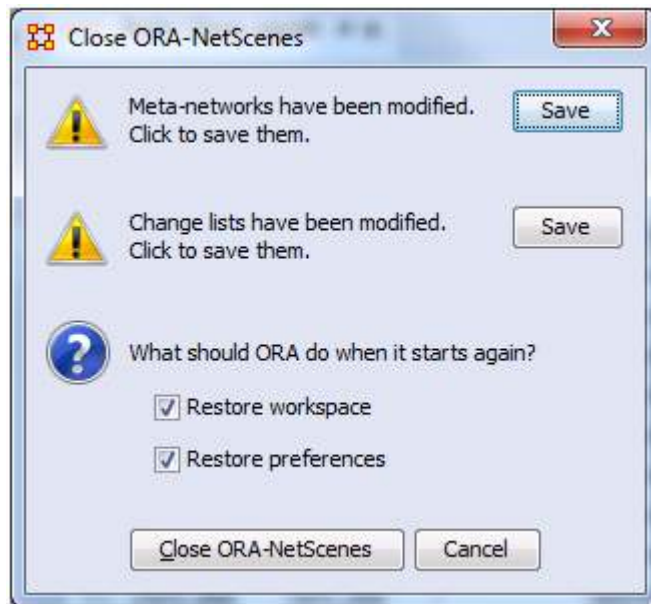 Close ORA-NetScenes
Meta-networks have been modified.
Click to save them.
Save
Change lists have been modified.
Click to save them.
Save
What should ORA do when it starts again?
Restore workspace
Restore preferences
Close ORA-NetScenes
Cancel